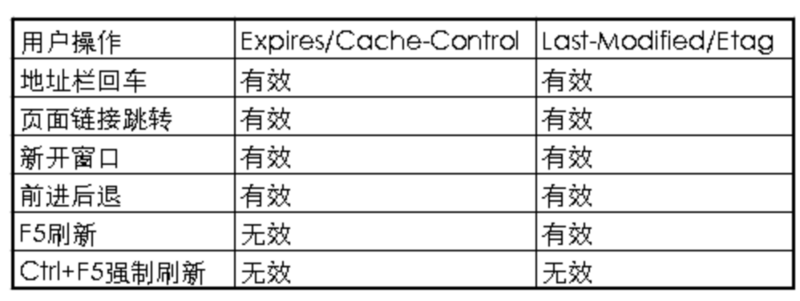 用户操作 Expires/Cache-Control Last-Modified/Etag
地址栏回车 有效 有效
页面链接跳转 有效 有效
新开窗口 有效 有效
前进后退 有效 有效
F5刷新 无效 有效
Ctrl+F5强制刷新 无效 无效